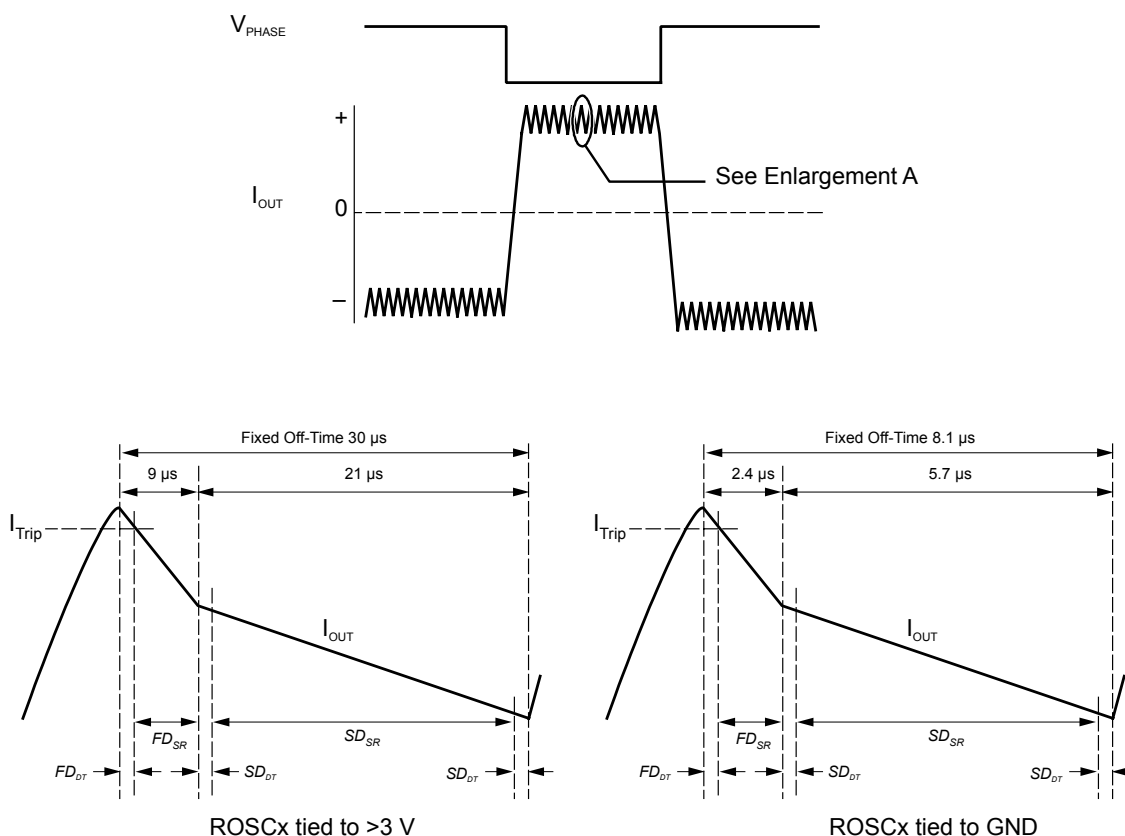 VPHASE
+
See Enlargement A
IOUT
0
–
Fixed Off-Time 30 µs
9 µs
21 µs
ITrip
IOUT
FDSR
SDSR
FDDT
SDDT
SDDT
ROSCx tied to >3 V
Fixed Off-Time 8.1 µs
2.4 µs
5.7 µs
ITrip
IOUT
FDSR
SDSR
FDDT
SDDT
SDDT
ROSCx tied to GND